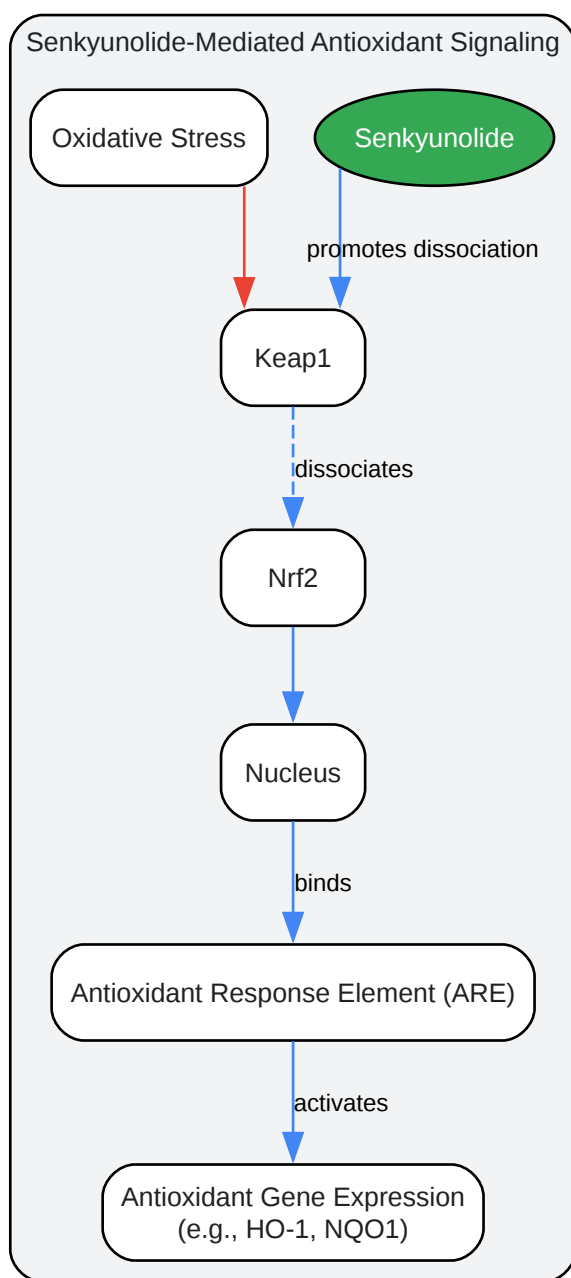 Senkyunolide-Mediated Antioxidant Signaling
Oxidative Stress
Senkyunolide
promotes dissociation
Keap1
dissociates
Nrf2
Nucleus
binds
Antioxidant Response Element (ARE)
activates
Antioxidant Gene Expression
(e.g., HO-1, NQO1)